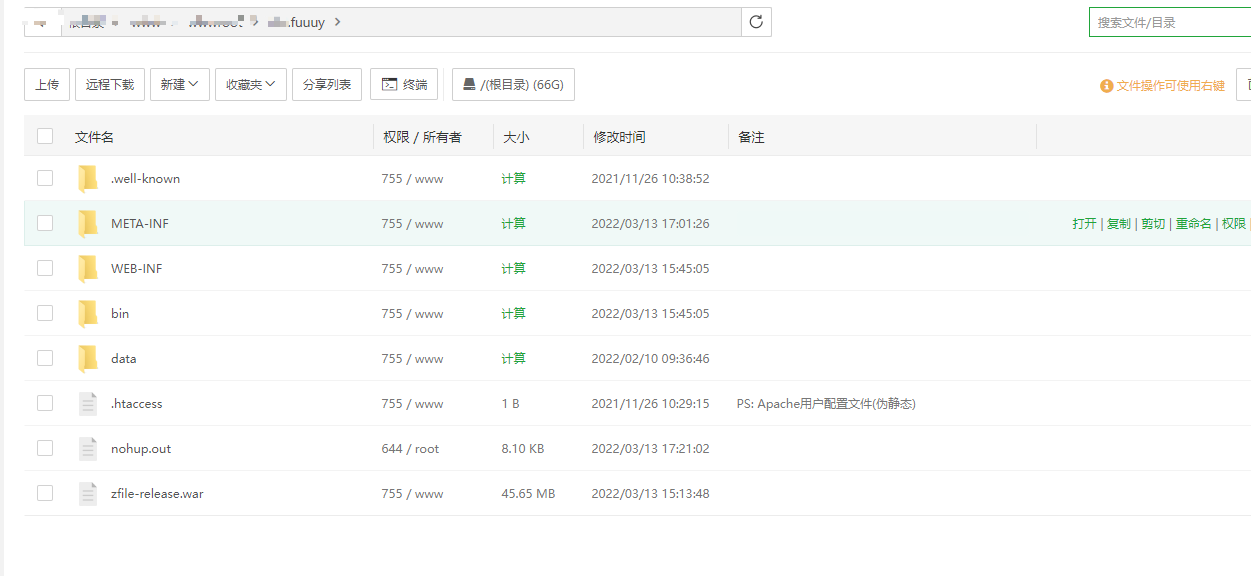 .fuuuy
搜索文件/目录
上传 远程下载 新建 收藏夹 分享列表 终端 /(根目录) (66G) 文件操作可使用右键
文件名 权限 / 所有者 大小 修改时间 备注
.well-known 755 / www 计算 2021/11/26 10:38:52
META-INF 755 / www 计算 2022/03/13 17:01:26 打开 | 复制 | 剪切 | 重命名 | 权限 |
WEB-INF 755 / www 计算 2022/03/13 15:45:05
bin 755 / www 计算 2022/03/13 15:45:05
data 755 / www 计算 2022/02/10 09:36:46
.htaccess 755 / www 1 B 2021/11/26 10:29:15 PS: Apache用户配置文件(伪静态)
nohup.out 644 / root 8.10 KB 2022/03/13 17:21:02
zfile-release.war 755 / www 45.65 MB 2022/03/13 15:13:48